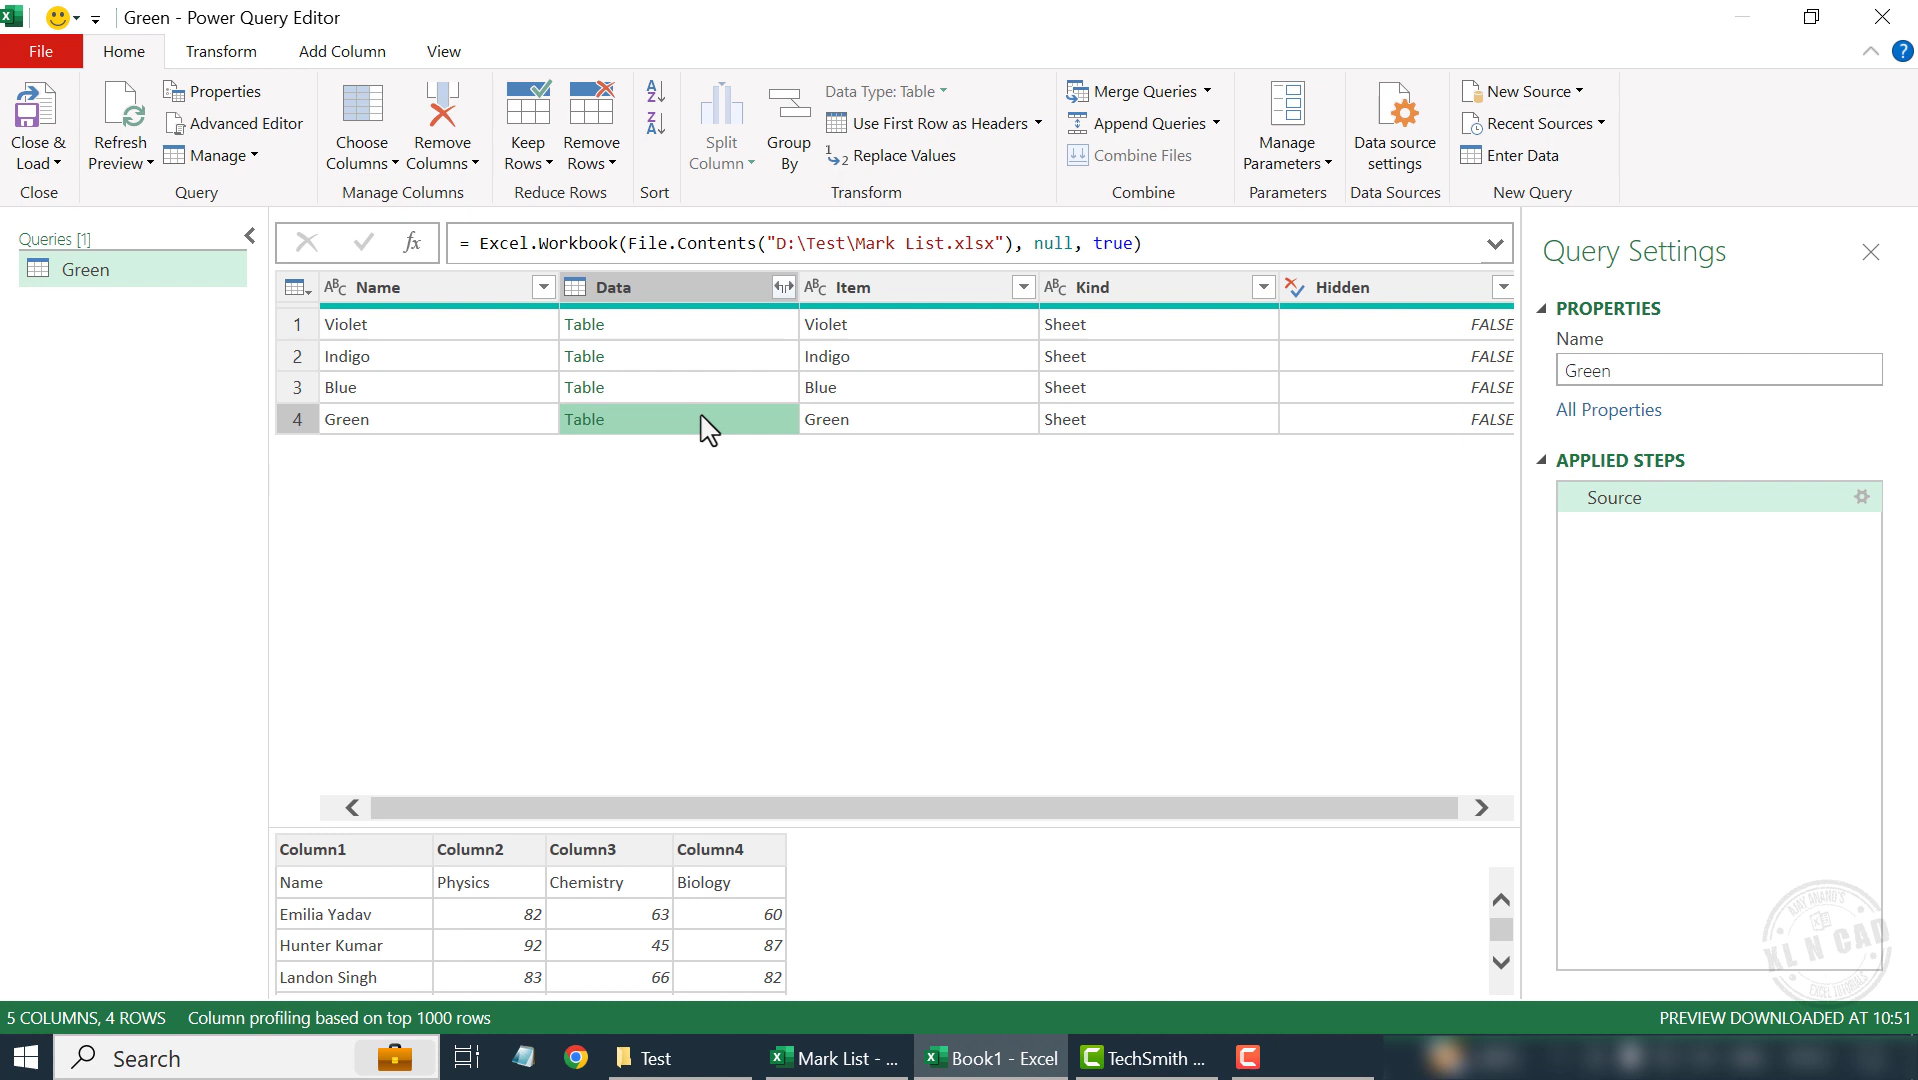 Green - Power Query Editor
File Home Transform Add Column View
Close & Load
Close
Refresh Preview
Properties
Advanced Editor
Manage
Query
Choose Columns
Remove Columns
Manage Columns
Keep Rows
Remove Rows
Reduce Rows
Sort
Split Column
Group By
Data Type: Table
Use First Row as Headers
Replace Values
Transform
Merge Queries
Append Queries
Combine Files
Combine
Manage Parameters
Parameters
Data source settings
Data Sources
New Source
Recent Sources
Enter Data
New Query
Queries [1]
Green
fx = Excel.Workbook(File.Contents("D:\Test\Mark List.xlsx"), null, true)
Name Data Item Kind Hidden
1 Violet Table Violet Sheet FALSE
2 Indigo Table Indigo Sheet FALSE
3 Blue Table Blue Sheet FALSE
4 Green Table Green Sheet FALSE
Column1 Column2 Column3 Column4
Name Physics Chemistry Biology
Emilia Yadav 82 63 60
Hunter Kumar 92 45 87
Landon Singh 83 66 82
Query Settings
PROPERTIES
Name
Green
All Properties
APPLIED STEPS
Source
AJAY ANAND'S
XL N CAD
EXCEL TUTORIALS
5 COLUMNS, 4 ROWS Column profiling based on top 1000 rows PREVIEW DOWNLOADED AT 10:51
Search Test Mark List - ... Book1 - Excel TechSmith ...